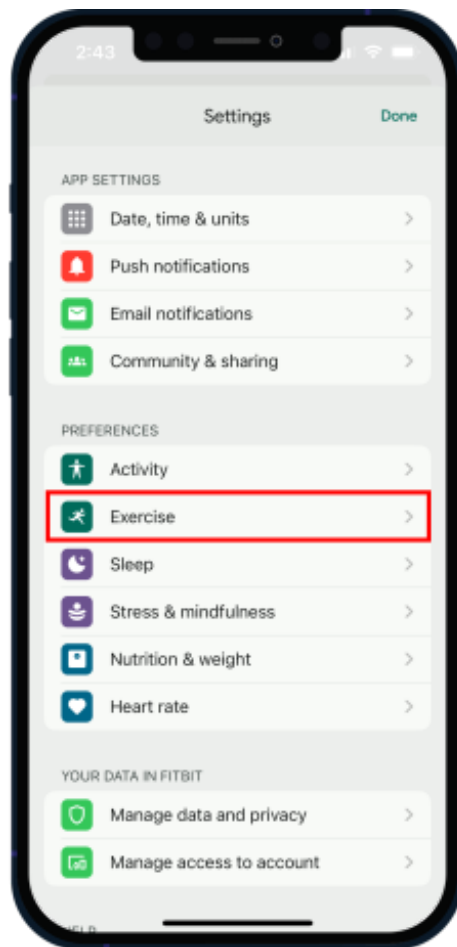 2:43
Settings
Done
APP SETTINGS
Date, time & units
Push notifications
Email notifications
Community & sharing
PREFERENCES
Activity
Exercise
Sleep
Stress & mindfulness
Nutrition & weight
Heart rate
YOUR DATA IN FITBIT
Manage data and privacy
Manage access to account
HELP